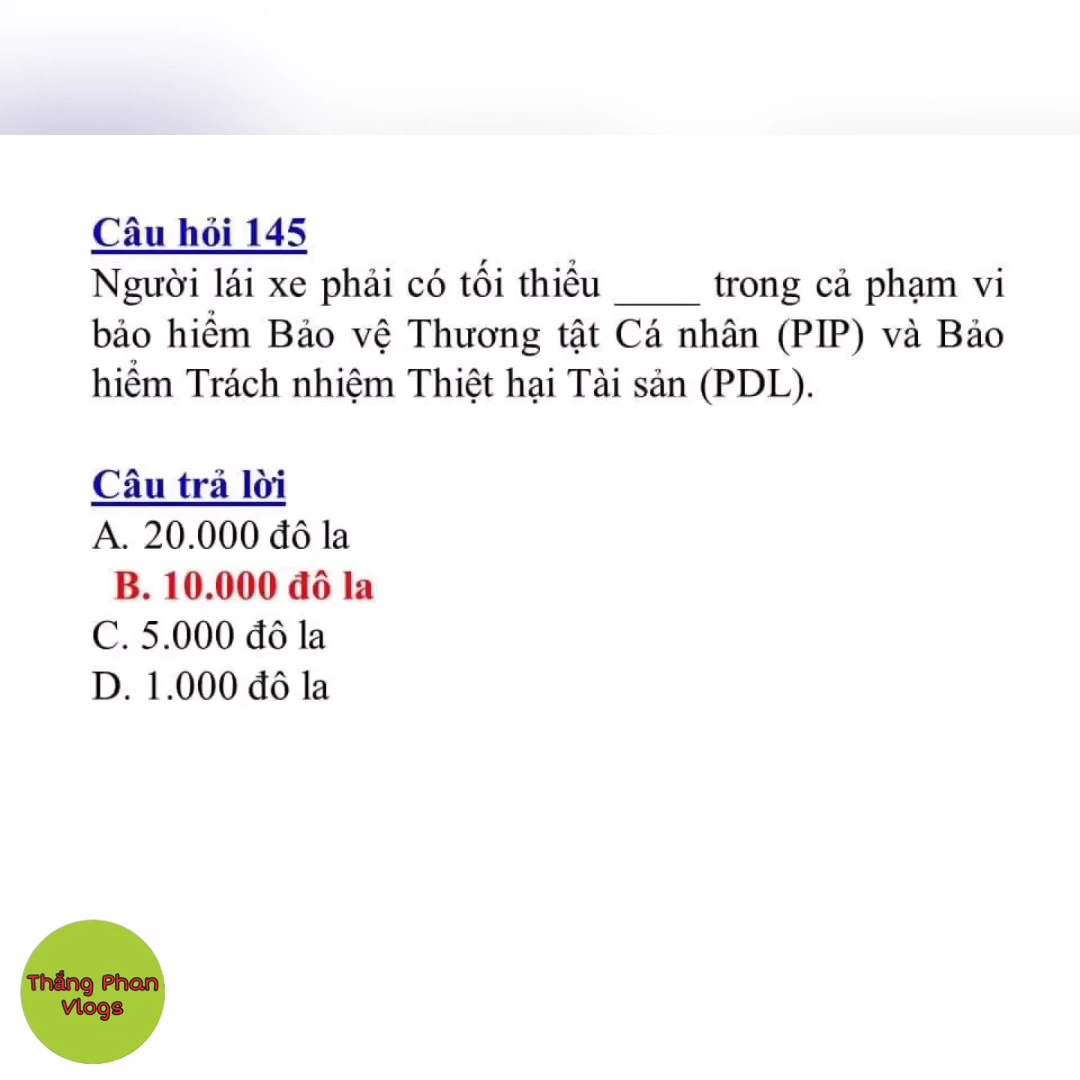 Câu hỏi 145
Người lái xe phải có tối thiểu ____ trong cả phạm vi
bảo hiểm Bảo vệ Thương tật Cá nhân (PIP) và Bảo
hiểm Trách nhiệm Thiệt hại Tài sản (PDL).
Câu trả lời
A. 20.000 đô la
B. 10.000 đô la
C. 5.000 đô la
D. 1.000 đô la
Thắng Phan
Vlogs